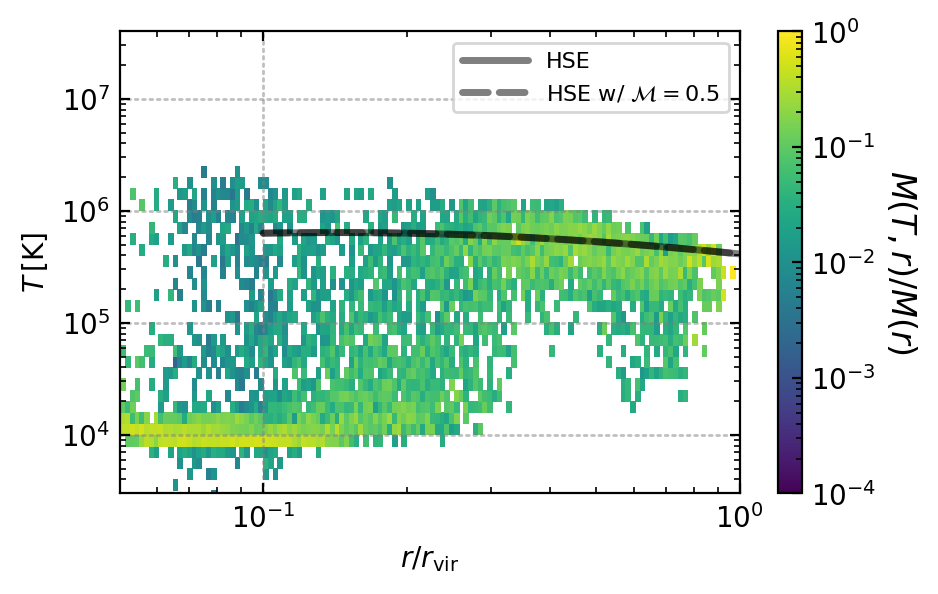 HSE
HSE w/ ℳ = 0.5
10⁷
10⁶
10⁵
10⁴
T [K]
10⁻¹
10⁰
r/r_vir
10⁰
10⁻¹
10⁻²
10⁻³
10⁻⁴
M(T, r)/M(r)